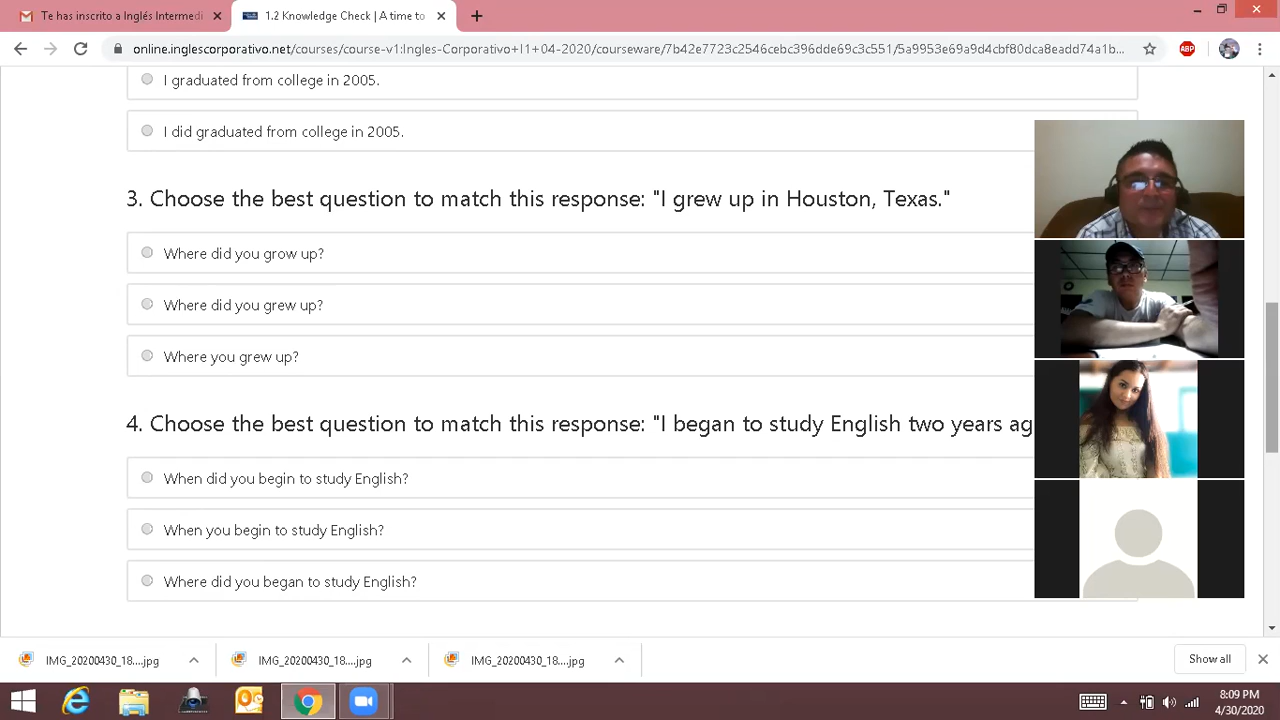 Te has inscrito a Inglés Intermedi
1.2 Knowledge Check | A time to
online.inglescorporativo.net/courses/course-v1:Ingles-Corporativo+I1+04-2020/courseware/7b42e7723c2546cebc3960de69c3c551/5a9953e69a9d4cbf80dca8eadd74a1b...
ABP
I graduated from college in 2005.
I did graduated from college in 2005.
3. Choose the best question to match this response: "I grew up in Houston, Texas."
Where did you grow up?
Where did you grew up?
Where you grew up?
4. Choose the best question to match this response: "I began to study English two years ag
When did you begin to study English?
When you begin to study English?
Where did you began to study English?
IMG_20200430_18....jpg
IMG_20200430_18....jpg
IMG_20200430_18....jpg
Show all
8:09 PM
4/30/2020